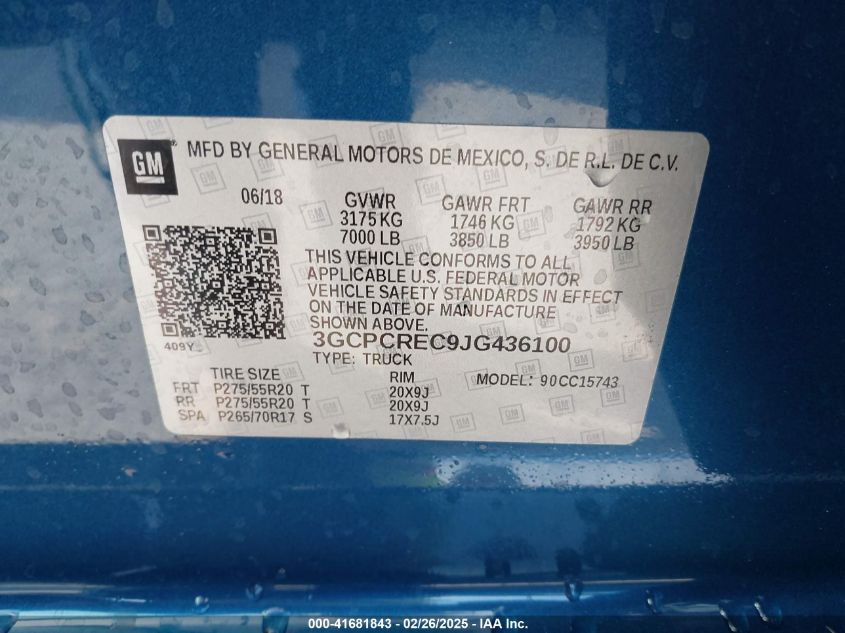 GM
MFD BY GENERAL MOTORS DE MEXICO, S. DE R.L. DE C.V.
06/18 GVWR GAWR FRT GAWR RR
3175 KG 1746 KG 1792 KG
7000 LB 3850 LB 3950 LB
THIS VEHICLE CONFORMS TO ALL
APPLICABLE U.S. FEDERAL MOTOR
VEHICLE SAFETY STANDARDS IN EFFECT
ON THE DATE OF MANUFACTURE
SHOWN ABOVE.
409Y
3GCPCREC9JG436100
TYPE: TRUCK
TIRE SIZE RIM MODEL: 90CC15743
FRT P275/55R20 T 20X9J
RR P275/55R20 T 20X9J
SPA P265/70R17 S 17X7.5J
000-41681843 - 02/26/2025 - IAA Inc.